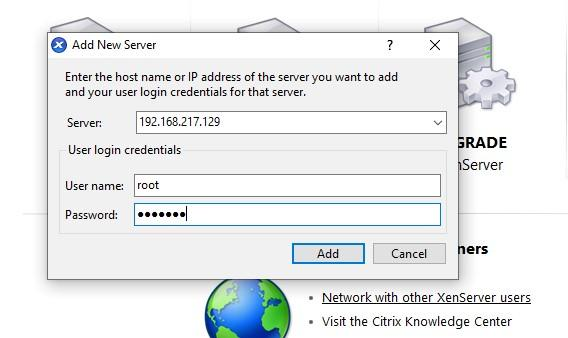 Add New Server
Enter the host name or IP address of the server you want to add
and your user login credentials for that server.
Server: 192.168.217.129
User login credentials
User name: root
Password: ●●●●●●●
Add Cancel
GRADE
nServer
ners
Network with other XenServer users
Visit the Citrix Knowledge Center